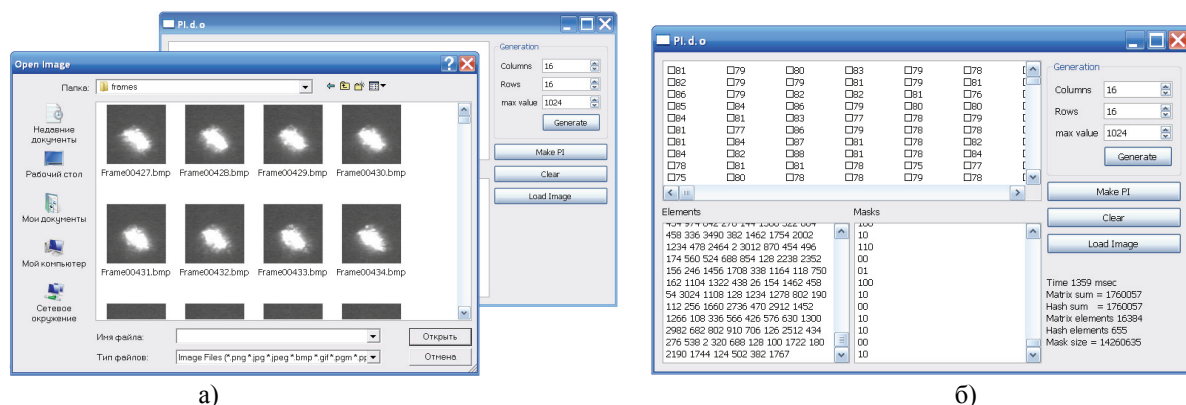 PI. d. o
Generation
Columns 16
Rows 16
max value 1024
Generate
Make PI
Clear
Load Image
Open Image
Папка: frames
Недавние документы
Рабочий стол
Мои документы
Мой компьютер
Сетевое окружение
Frame00427.bmp Frame00428.bmp Frame00429.bmp Frame00430.bmp
Frame00431.bmp Frame00432.bmp Frame00433.bmp Frame00434.bmp
Имя файла:
Открыть
Тип файлов: Image Files (*.png *.jpg *.jpeg *.bmp *.gif *.pgm *.pp
Отмена
а)
PI. d. o
□81 □79 □80 □83 □79 □78
□82 □79 □79 □81 □79 □81
□86 □79 □82 □82 □81 □76
□85 □84 □86 □79 □80 □80
□84 □81 □83 □77 □78 □79
□81 □77 □86 □79 □78 □78
□81 □84 □87 □81 □78 □82
□84 □82 □88 □81 □78 □84
□78 □81 □81 □78 □75 □77
□75 □80 □78 □78 □79 □78
Generation
Columns 16
Rows 16
max value 1024
Generate
Make PI
Clear
Load Image
Elements
458 336 3490 382 1462 1754 2002
1234 478 2464 2 3012 870 454 496
174 560 524 688 854 128 2238 2352
156 246 1456 1708 338 1164 118 750
162 1104 1322 438 26 154 1462 458
54 3024 1108 128 1234 1278 802 190
112 256 1660 2736 470 2912 1452
1266 108 336 566 426 576 630 1300
2982 682 802 910 706 126 2512 434
276 538 2 320 688 128 100 1722 180
2190 1744 124 502 382 1767
Masks
100
10
110
00
01
100
10
00
10
10
00
10
Time 1359 msec
Matrix sum = 1760057
Hash sum = 1760057
Matrix elements 16384
Hash elements 655
Mask size = 14260635
б)